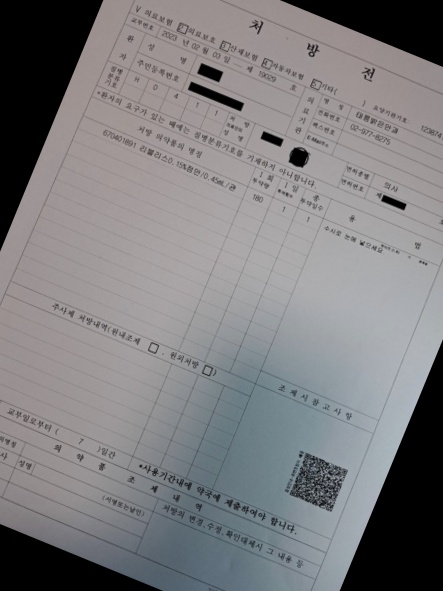 처 방 전
V 의료보험 의료보호 산재보험 자동차보험 기타( ) 요양기관기호:
교부번호 2023 년 02 월 03 일 제 19029 호
환 자 성 명
주민등록번호
의료기관 명 칭 태릉밝은안과
전화번호 02-977-8275
팩스번호
E-Mail주소
질병분류기호 H 0 4 1 1
처방 의료인의 성 명
면허종별 의사
면허번호 제
*환자의 요구가 있는 때에는 질병분류기호를 기재하지 아니합니다.
처방 의약품의 명칭 1회 투약량 1일 투여횟수 총 투약일수 용 법
670401891 리블리스0.15%점안/0.45mL/관 180 1 1
수시로 눈에 넣으세요
주사제 처방내역(원내조제 , 원외처방 )
조 제 시 참 고 사 항
교부일로부터 ( 7 )일간 *사용기간내에 약국에 제출하여야 합니다.
의 약 품 조 제 내 역
성명
(서명또는날인)
처방의 변경,수정,확인대체시 그 내용 등